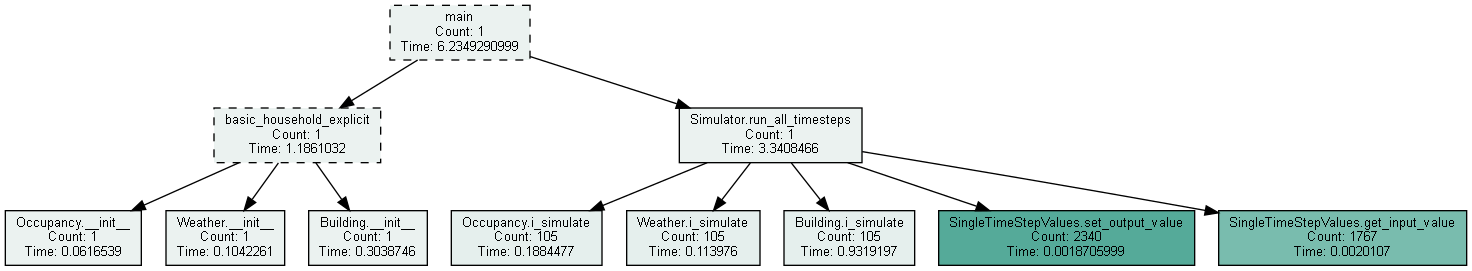 main
Count: 1
Time: 6.2349290999
basic_household_explicit
Count: 1
Time: 1.1861032
Simulator.run_all_timesteps
Count: 1
Time: 3.3408466
Occupancy.__init__
Count: 1
Time: 0.0616539
Weather.__init__
Count: 1
Time: 0.1042261
Building.__init__
Count: 1
Time: 0.3038746
Occupancy.i_simulate
Count: 105
Time: 0.1884477
Weather.i_simulate
Count: 105
Time: 0.113976
Building.i_simulate
Count: 105
Time: 0.9319197
SingleTimeStepValues.set_output_value
Count: 2340
Time: 0.0018705999
SingleTimeStepValues.get_input_value
Count: 1767
Time: 0.0020107